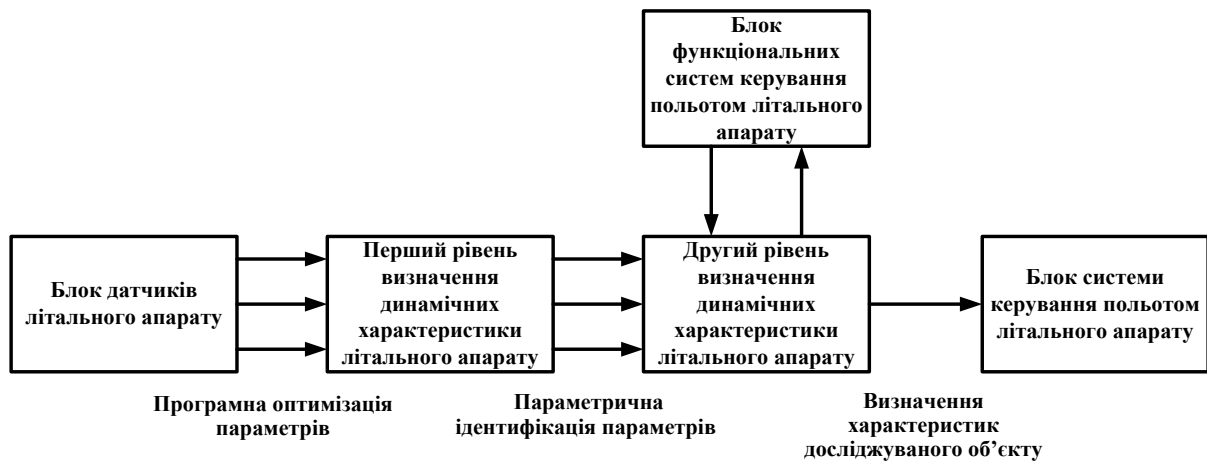 Блок
функціональних
систем керування
польотом літального
апарату
Блок датчиків
літального апарату
Перший рівень
визначення
динамічних
характеристики
літального апарату
Другий рівень
визначення
динамічних
характеристики
літального апарату
Блок системи
керування польотом
літального апарату
Програмна оптимізація
параметрів
Параметрична
ідентифікація параметрів
Визначення
характеристик
досліджуваного об’єкту